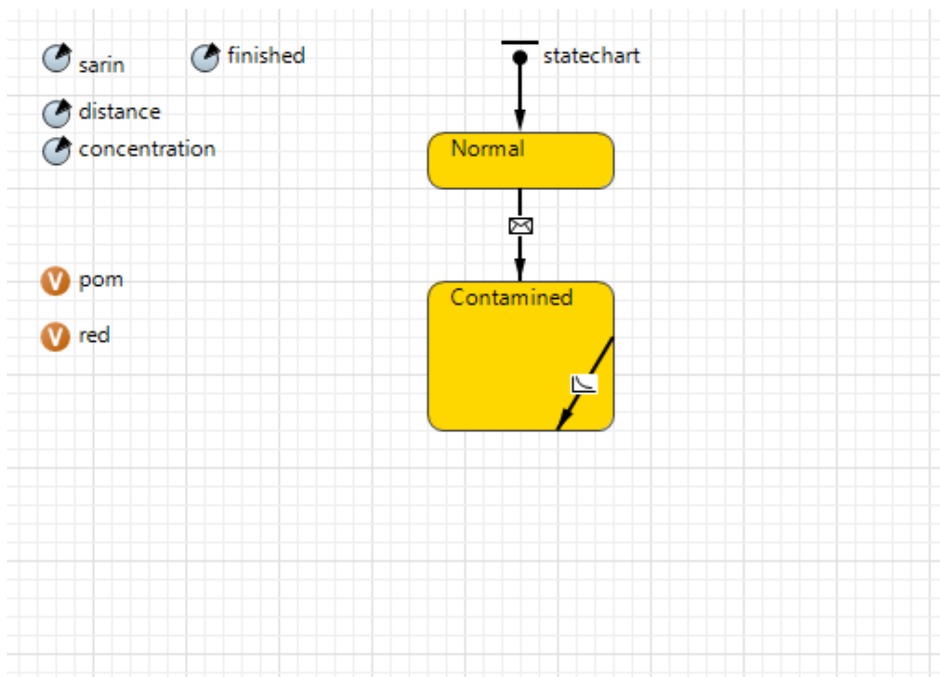 sarin
finished
statechart
distance
concentration
Normal
V pom
Contamined
V red